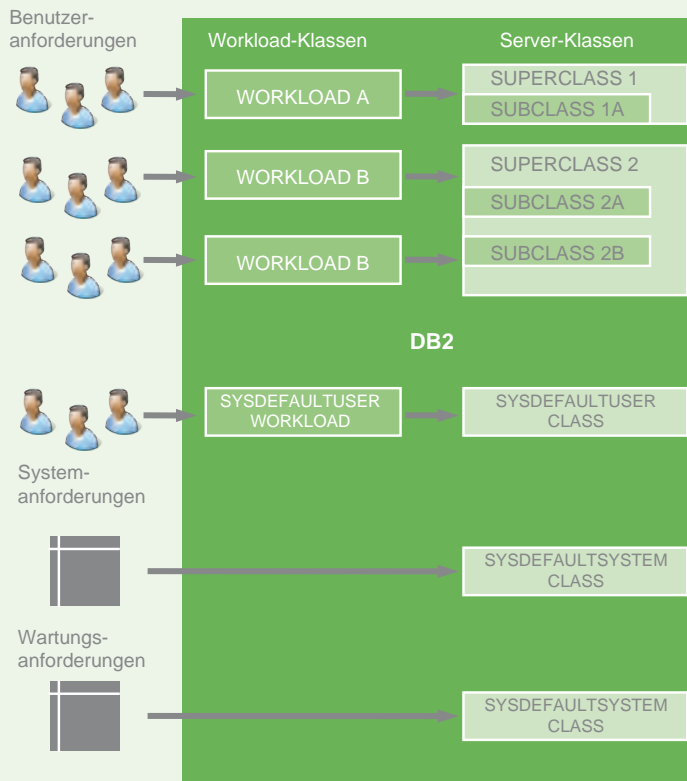 Benutzer-
anforderungen
Workload-Klassen
Server-Klassen
WORKLOAD A
SUPERCLASS 1
SUBCLASS 1A
WORKLOAD B
SUPERCLASS 2
SUBCLASS 2A
WORKLOAD B
SUBCLASS 2B
DB2
SYSDEFAULTUSER
WORKLOAD
SYSDEFAULTUSER
CLASS
System-
anforderungen
SYSDEFAULTSYSTEM
CLASS
Wartungs-
anforderungen
SYSDEFAULTSYSTEM
CLASS